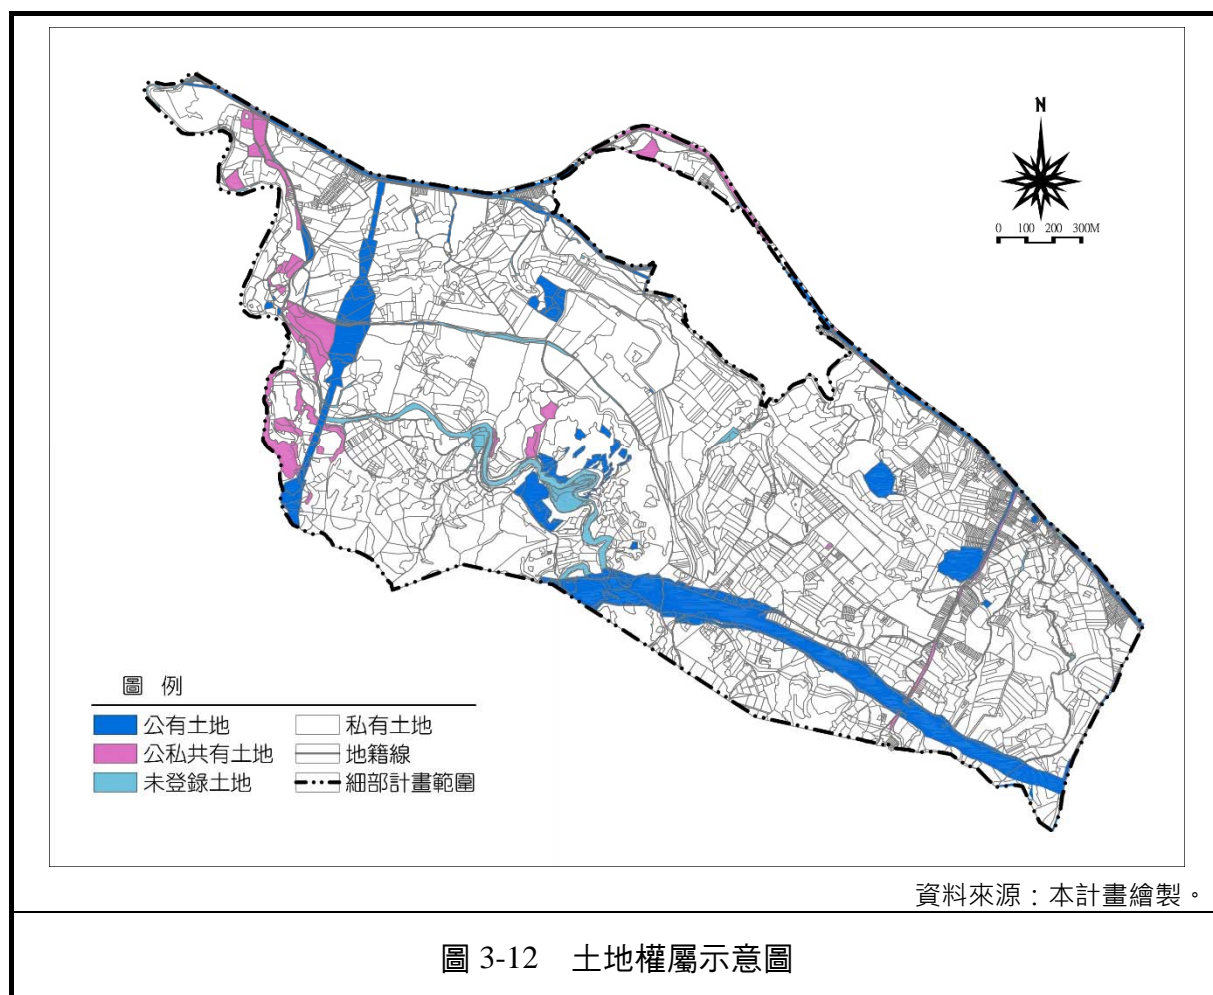 N
0 100 200 300M
圖 例
公有土地 私有土地
公私共有土地 地籍線
未登錄土地 細部計畫範圍
資料來源：本計畫繪製。
圖 3-12 土地權屬示意圖